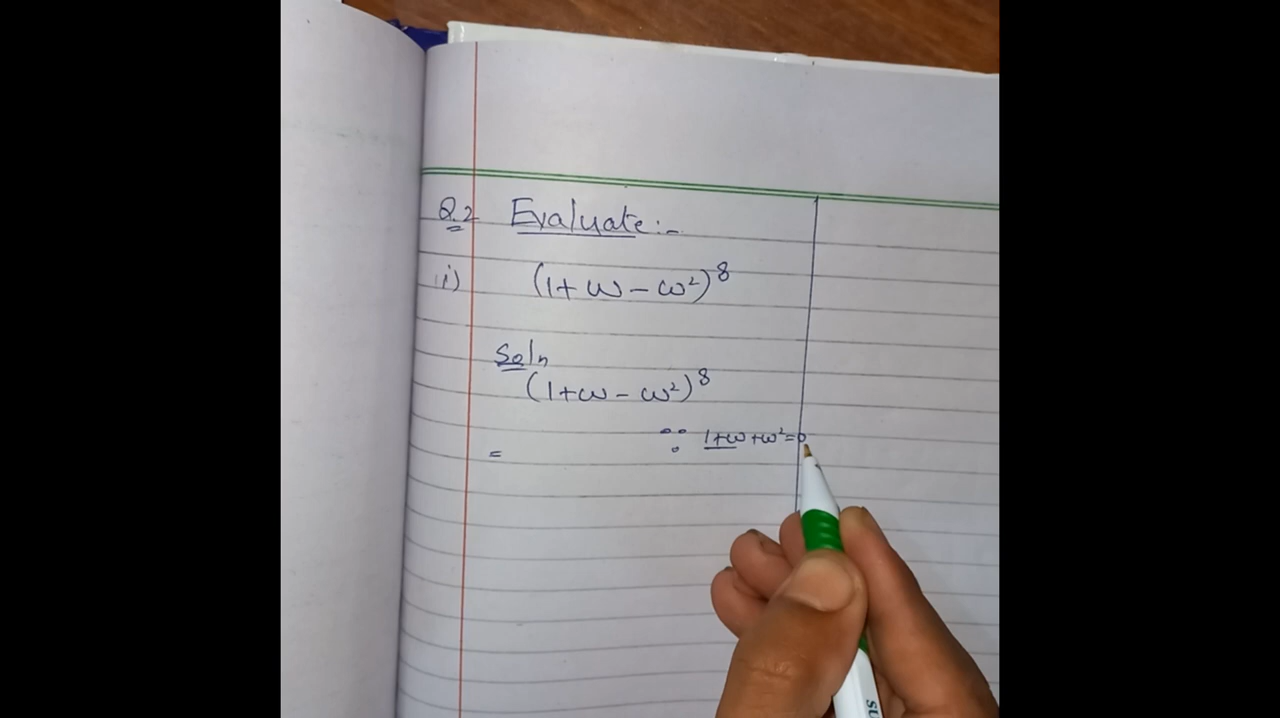 Q.2 Evaluate:-
i) (1+ω-ω²)⁸
Soln
(1+ω-ω²)⁸
∵ 1+ω+ω²=0
=